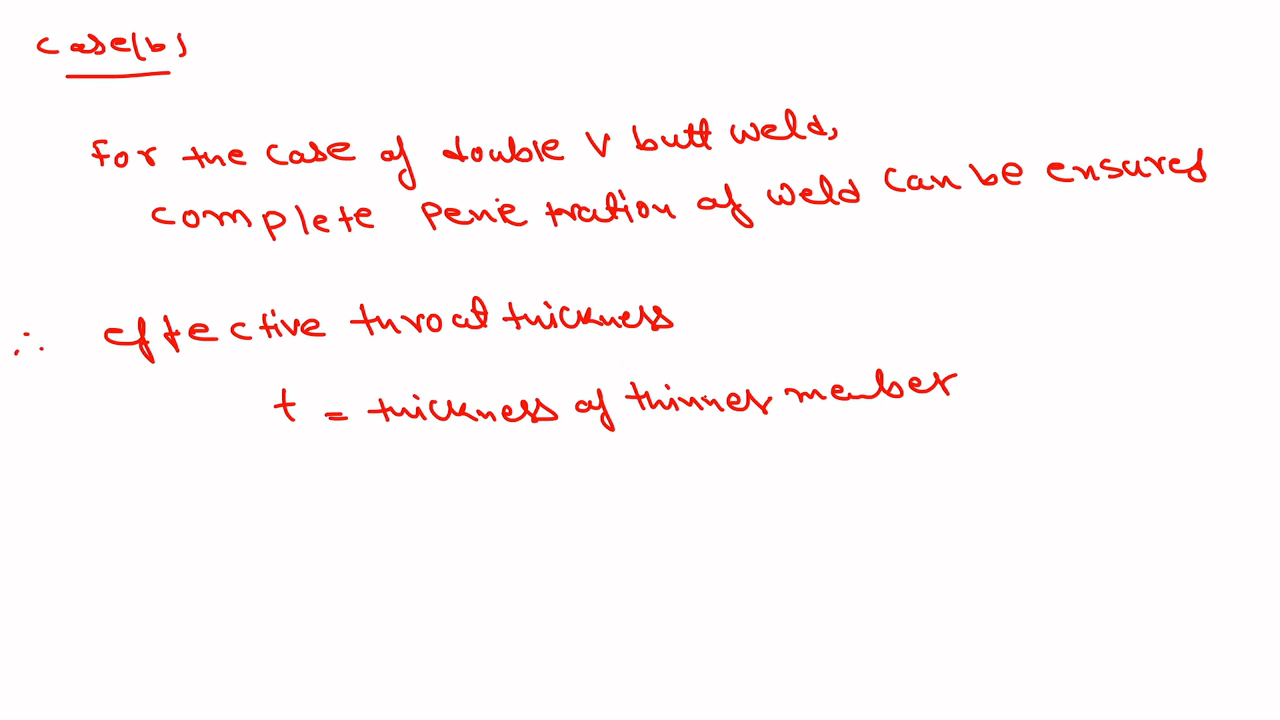 case(b)
For the case of double V butt weld,
complete penetration of weld can be ensured
∴ effective throat thickness
t = thickness of thinner member